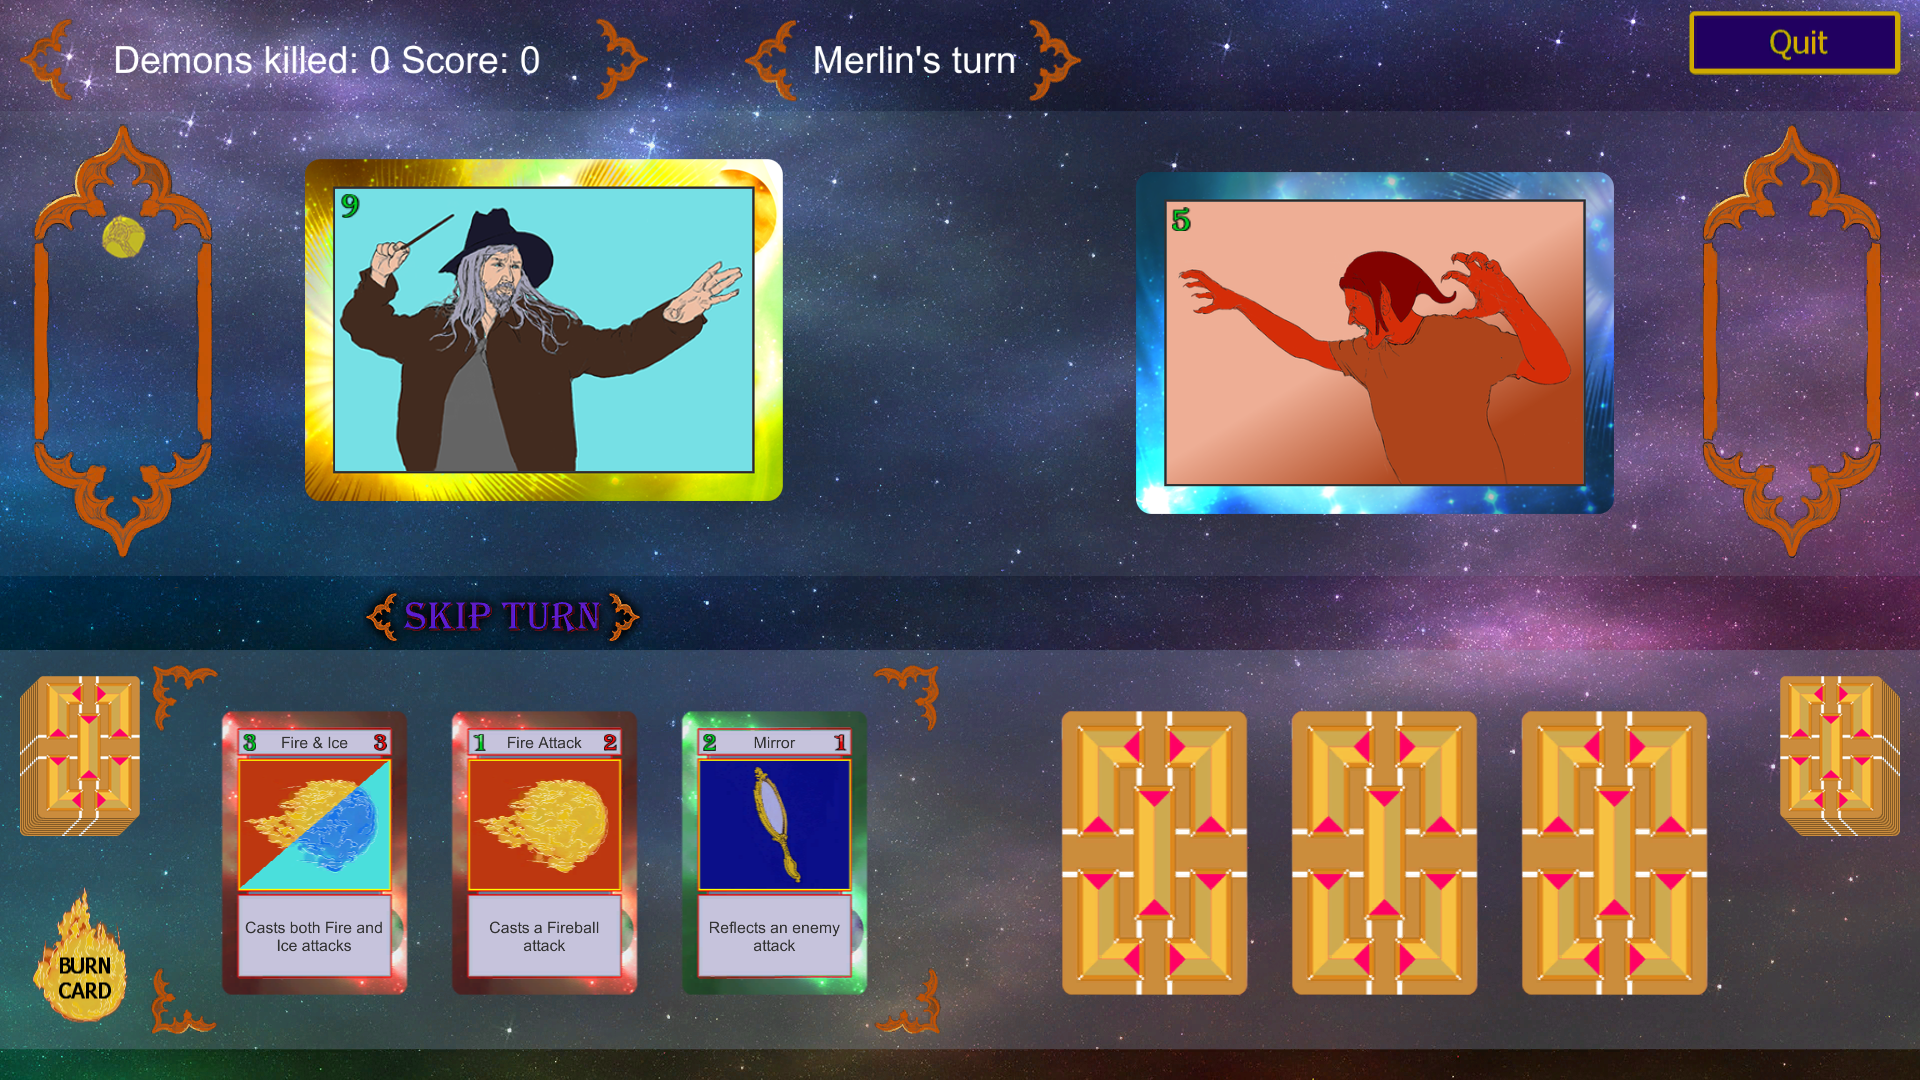 Demons killed: 0 Score: 0
Merlin's turn
Quit
9
5
SKIP TURN
3 Fire & Ice 3
Casts both Fire and
Ice attacks
1 Fire Attack 2
Casts a Fireball
attack
2 Mirror 1
Reflects an enemy
attack
BURN
CARD